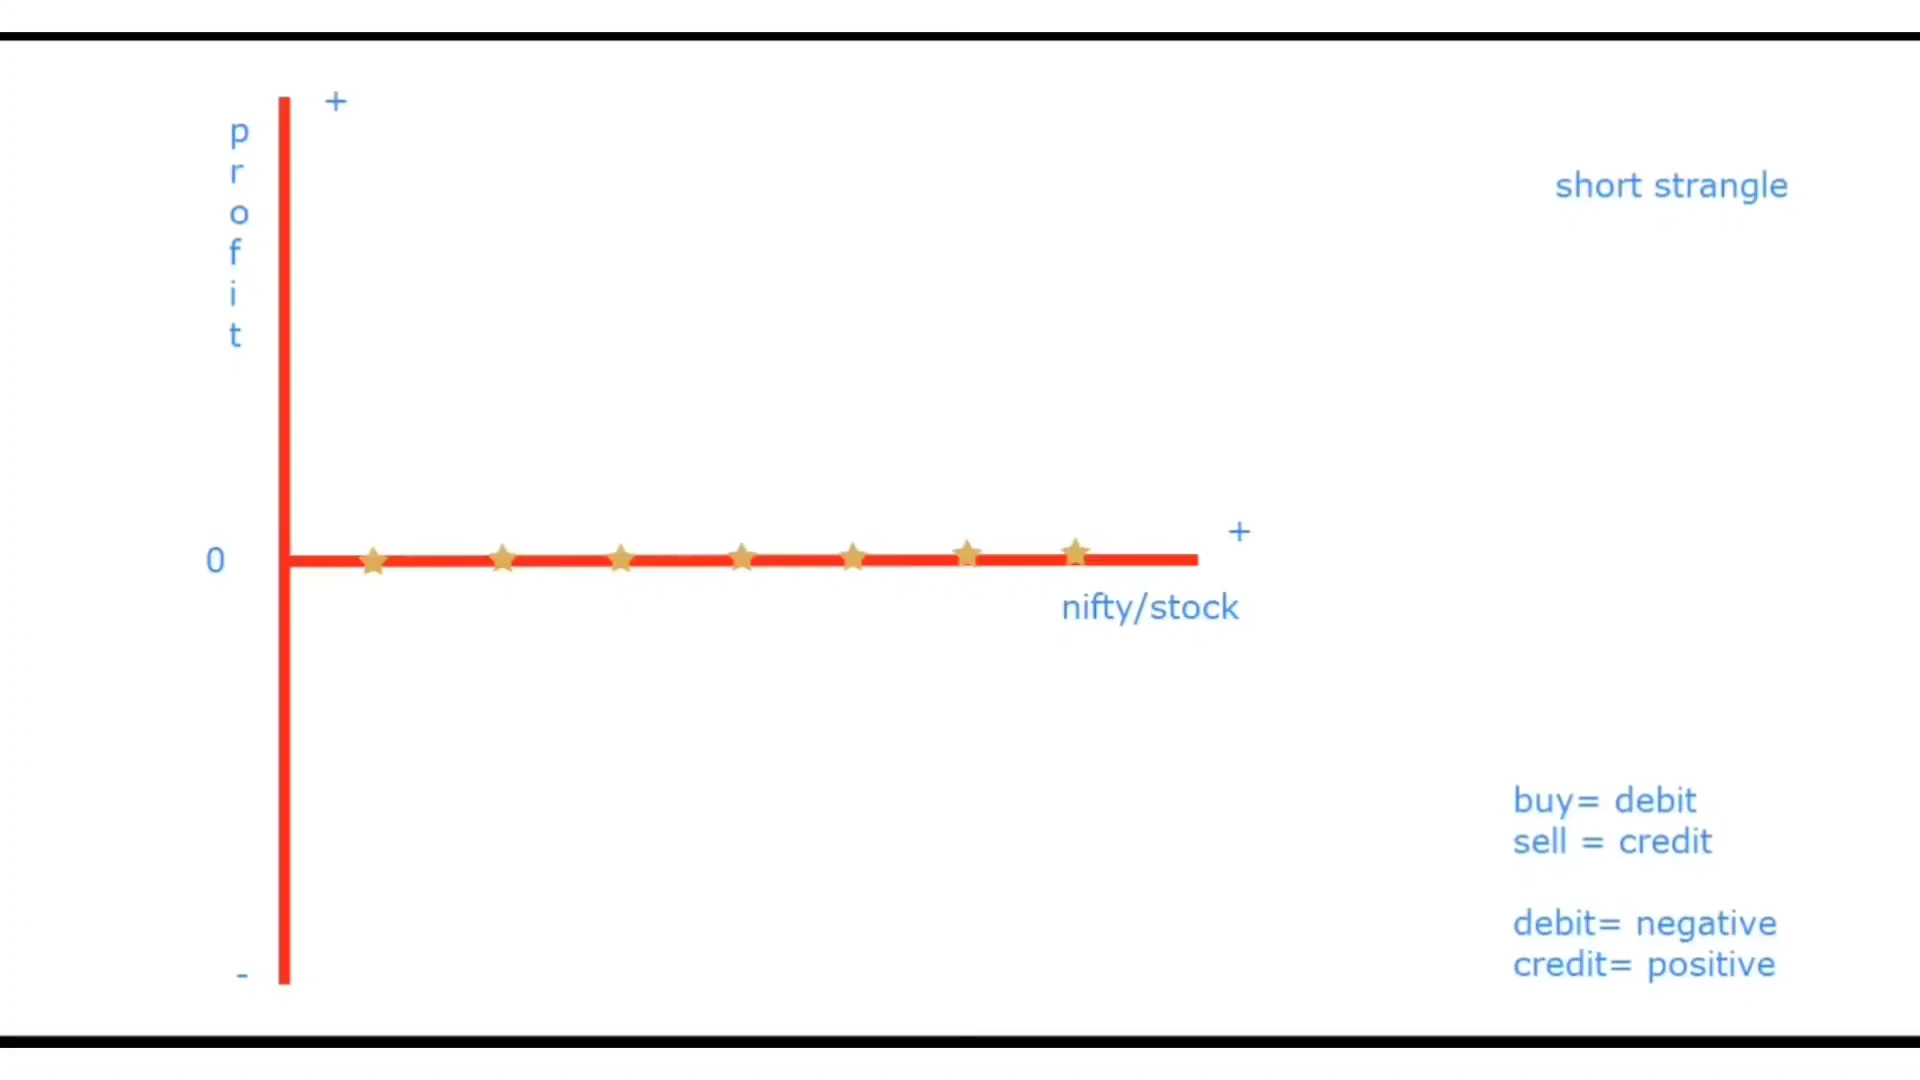 +
p
r
o
f
i
t
short strangle
+
0
nifty/stock
buy= debit
sell = credit
debit= negative
credit= positive
-